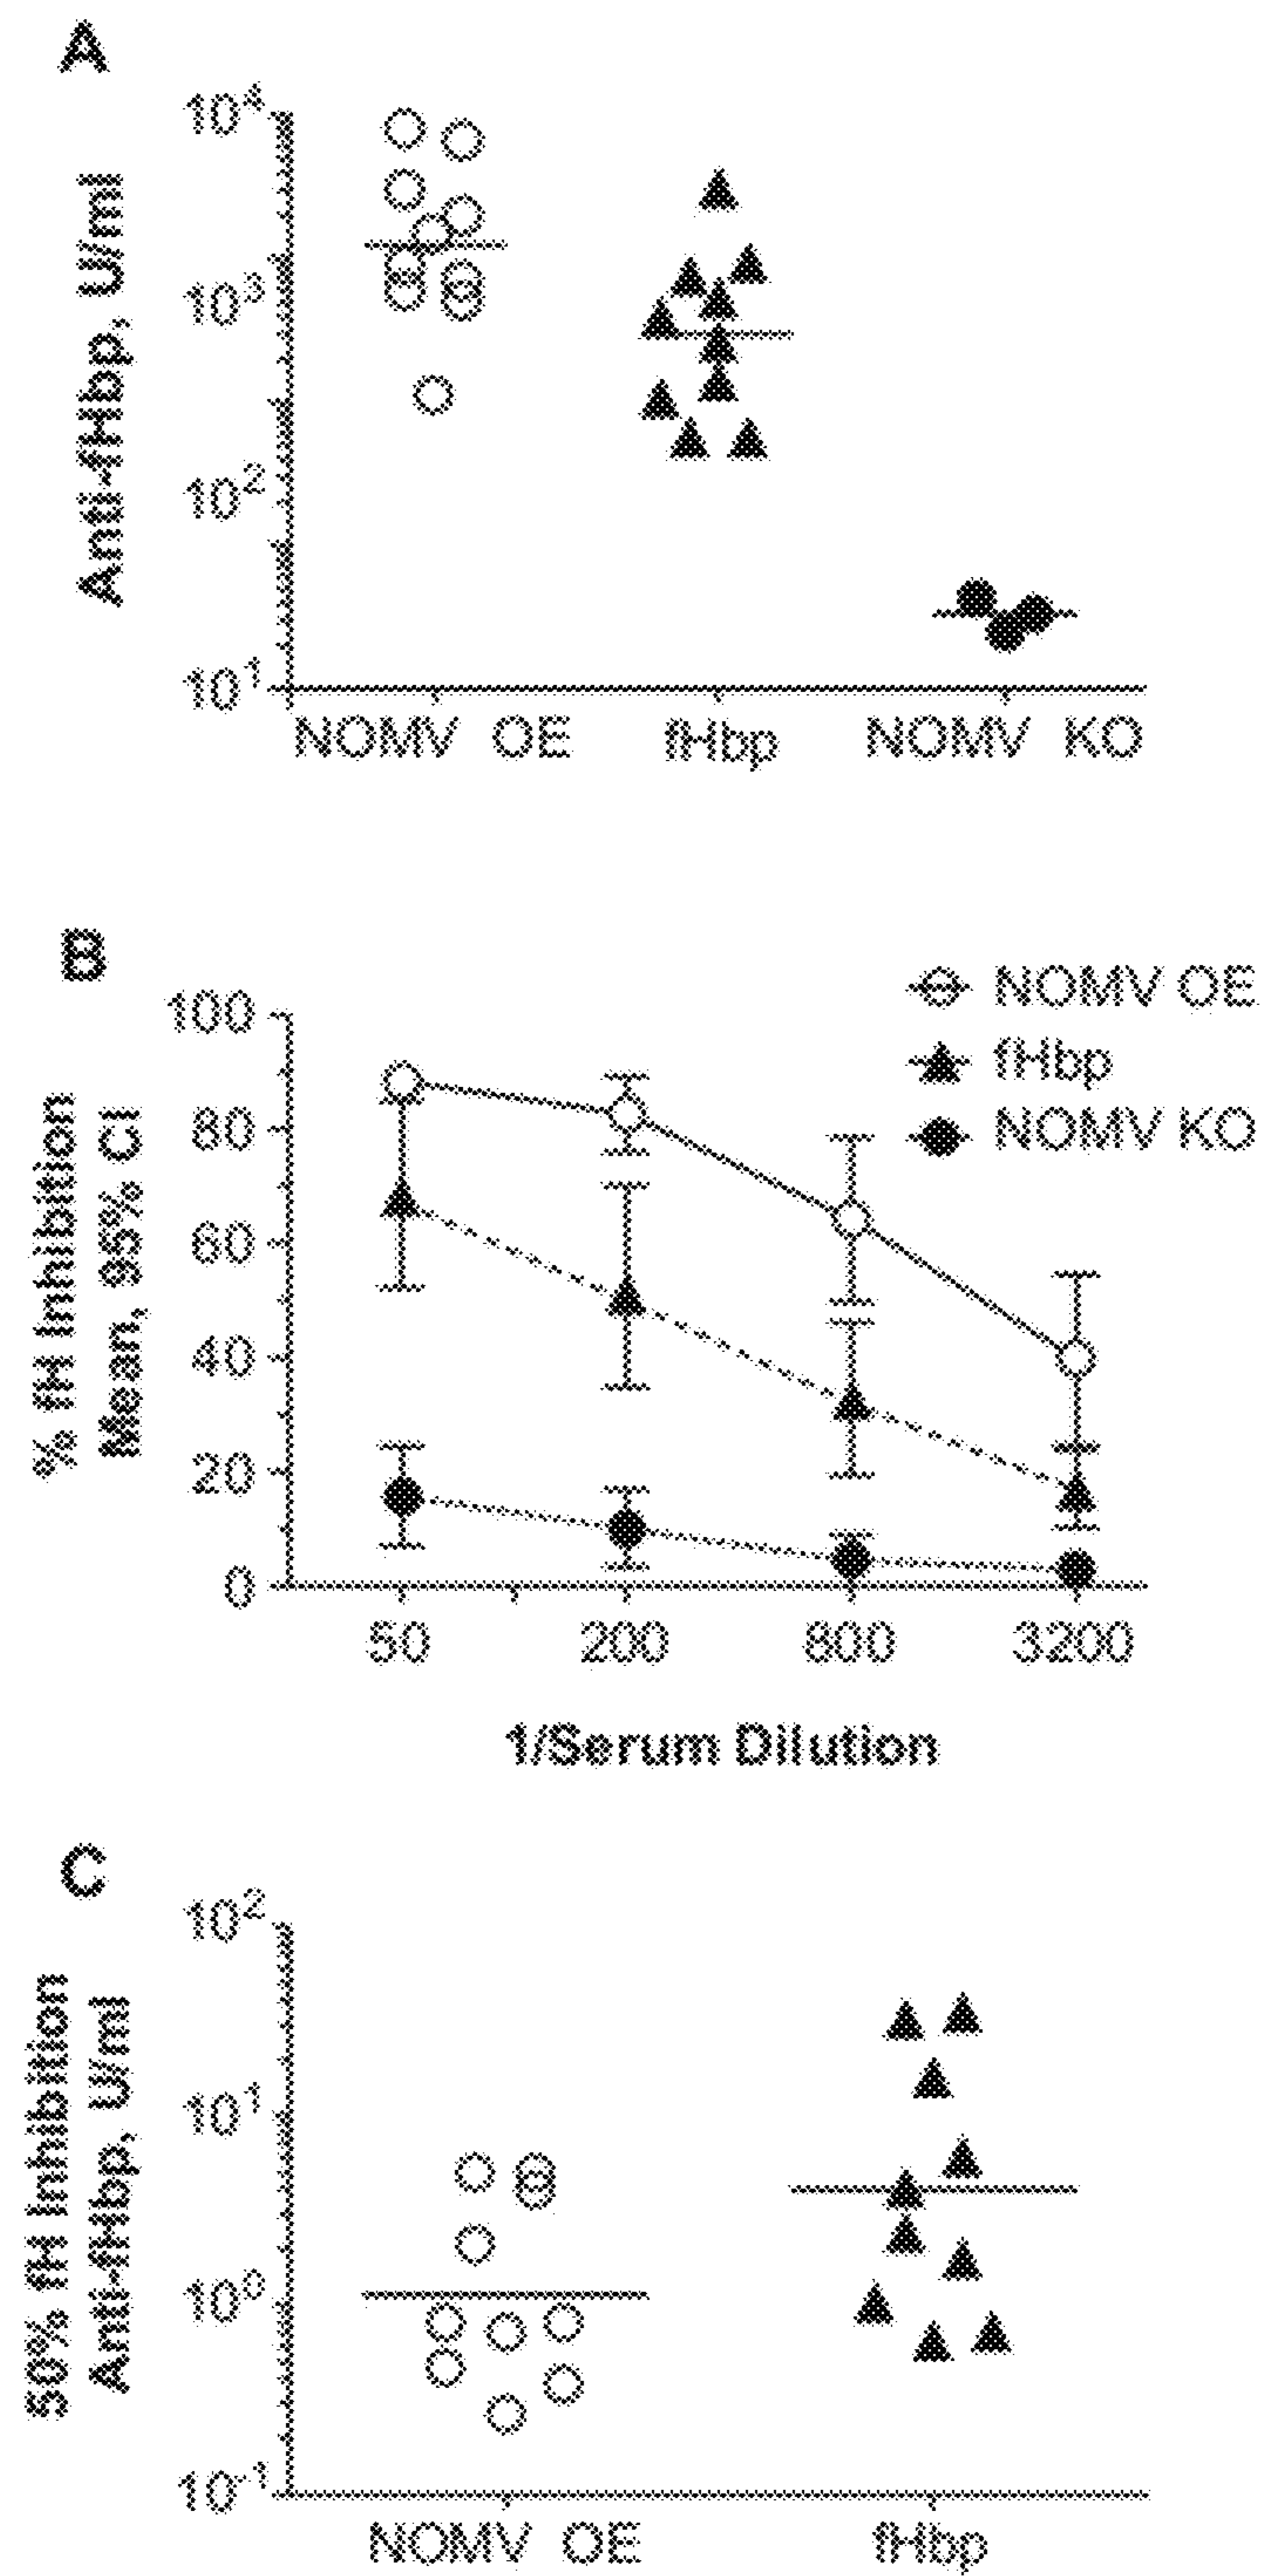 A
10⁴
10³
10²
10¹
Anti-fHbp, U/ml
NOMV OE fHbp NOMV KO
B
NOMV OE
fHbp
NOMV KO
100
80
60
40
20
0
% fH Inhibition
Mean, 95% CI
50 200 800 3200
1/Serum Dilution
C
10²
10¹
10⁰
10⁻¹
50% fH Inhibition
Anti-fHbp, U/ml
NOMV OE fHbp